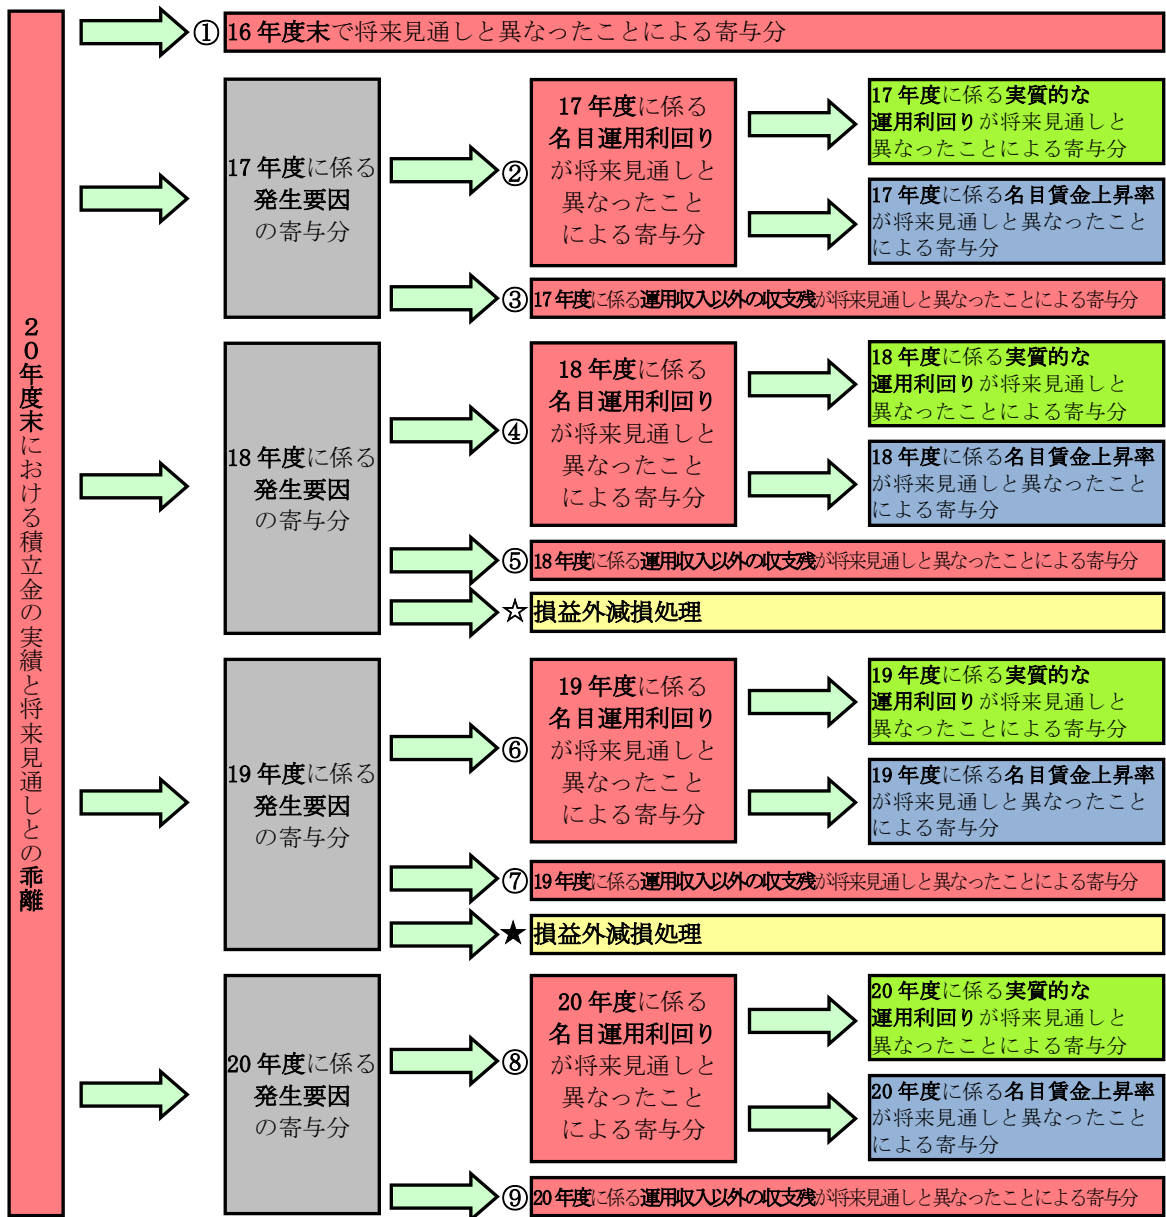 20年度末における積立金の実績と将来見通しとの乖離
①16年度末で将来見通しと異なったことによる寄与分
17年度に係る
発生要因
の寄与分
②
17年度に係る
名目運用利回り
が将来見通しと
異なったこと
による寄与分
17年度に係る実質的な
運用利回りが将来見通しと
異なったことによる寄与分
17年度に係る名目賃金上昇率
が将来見通しと異なったこと
による寄与分
③17年度に係る運用収入以外の収支残が将来見通しと異なったことによる寄与分
18年度に係る
発生要因
の寄与分
④
18年度に係る
名目運用利回り
が将来見通しと
異なったこと
による寄与分
18年度に係る実質的な
運用利回りが将来見通しと
異なったことによる寄与分
18年度に係る名目賃金上昇率
が将来見通しと異なったこと
による寄与分
⑤18年度に係る運用収入以外の収支残が将来見通しと異なったことによる寄与分
☆損益外減損処理
19年度に係る
発生要因
の寄与分
⑥
19年度に係る
名目運用利回り
が将来見通しと
異なったこと
による寄与分
19年度に係る実質的な
運用利回りが将来見通しと
異なったことによる寄与分
19年度に係る名目賃金上昇率
が将来見通しと異なったこと
による寄与分
⑦19年度に係る運用収入以外の収支残が将来見通しと異なったことによる寄与分
★損益外減損処理
20年度に係る
発生要因
の寄与分
⑧
20年度に係る
名目運用利回り
が将来見通しと
異なったこと
による寄与分
20年度に係る実質的な
運用利回りが将来見通しと
異なったことによる寄与分
20年度に係る名目賃金上昇率
が将来見通しと異なったこと
による寄与分
⑨20年度に係る運用収入以外の収支残が将来見通しと異なったことによる寄与分